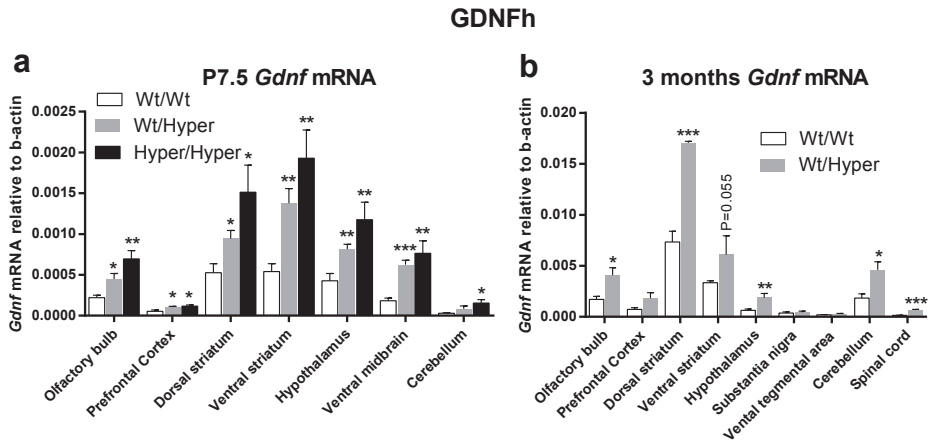 GDNFh
a
P7.5 Gdnf mRNA
Wt/Wt
Wt/Hyper
Hyper/Hyper
Gdnf mRNA relative to b-actin
0.0025
0.0020
0.0015
0.0010
0.0005
0.0000
* **
* *
* *
** **
** **
*** **
*
Olfactory bulb
Prefrontal Cortex
Dorsal striatum
Ventral striatum
Hypothalamus
Ventral midbrain
Cerebellum
b
3 months Gdnf mRNA
Wt/Wt
Wt/Hyper
Gdnf mRNA relative to b-actin
0.020
0.015
0.010
0.005
0.000
*
***
P=0.055
**
*
***
Olfactory bulb
Prefrontal Cortex
Dorsal striatum
Ventral striatum
Hypothalamus
Substantia nigra
Vental tegmental area
Cerebellum
Spinal cord